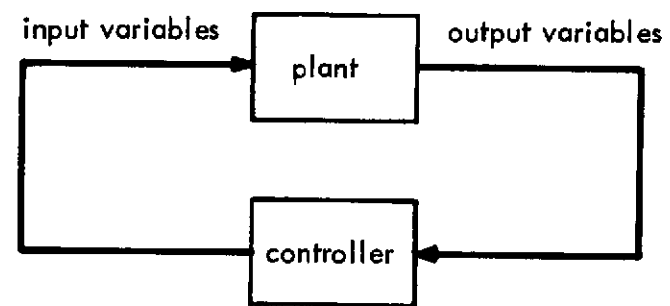 input variables
plant
output variables
controller